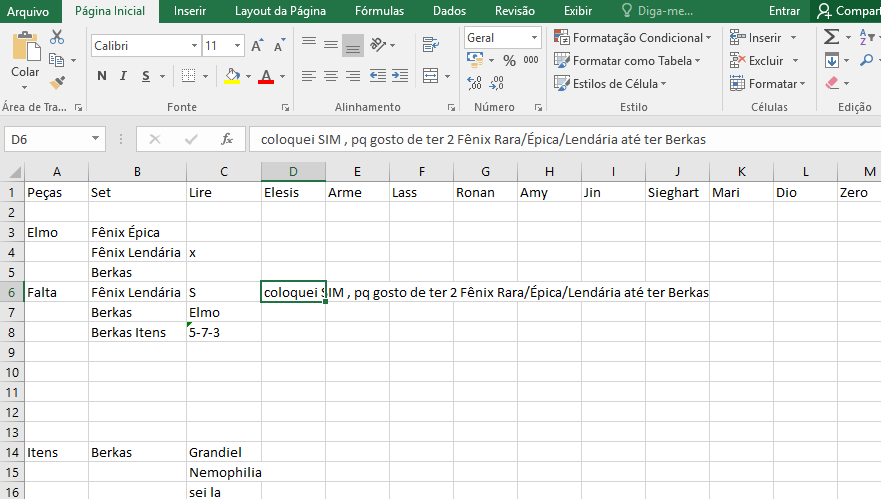 Arquivo Página Inicial Inserir Layout da Página Fórmulas Dados Revisão Exibir Diga-me... Entrar Compart
Colar
Calibri 11 A A
N I S A
Geral
% 000
Formatação Condicional
Formatar como Tabela
Estilos de Célula
Inserir
Excluir
Formatar
Área de Tra... Fonte Alinhamento Número Estilo Células Edição
D6 fx coloquei SIM , pq gosto de ter 2 Fênix Rara/Épica/Lendária até ter Berkas
A B C D E F G H I J K L M
1 Peças Set Lire Elesis Arme Lass Ronan Amy Jin Sieghart Mari Dio Zero
2
3 Elmo Fênix Épica
4 Fênix Lendária x
5 Berkas
6 Falta Fênix Lendária S coloquei SIM , pq gosto de ter 2 Fênix Rara/Épica/Lendária até ter Berkas
7 Berkas Elmo
8 Berkas Itens 5-7-3
9
10
11
12
13
14 Itens Berkas Grandiel
15 Nemophilia
16 sei la